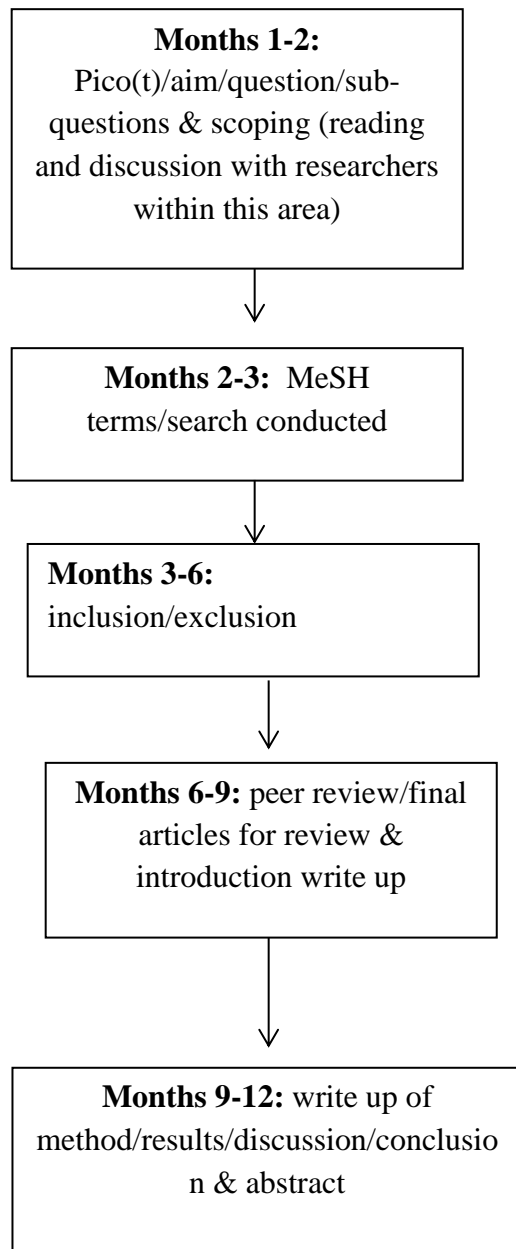 Months 1-2:
Pico(t)/aim/question/sub-
questions & scoping (reading
and discussion with researchers
within this area)
Months 2-3: MeSH
terms/search conducted
Months 3-6:
inclusion/exclusion
Months 6-9: peer review/final
articles for review &
introduction write up
Months 9-12: write up of
method/results/discussion/conclusio
n & abstract